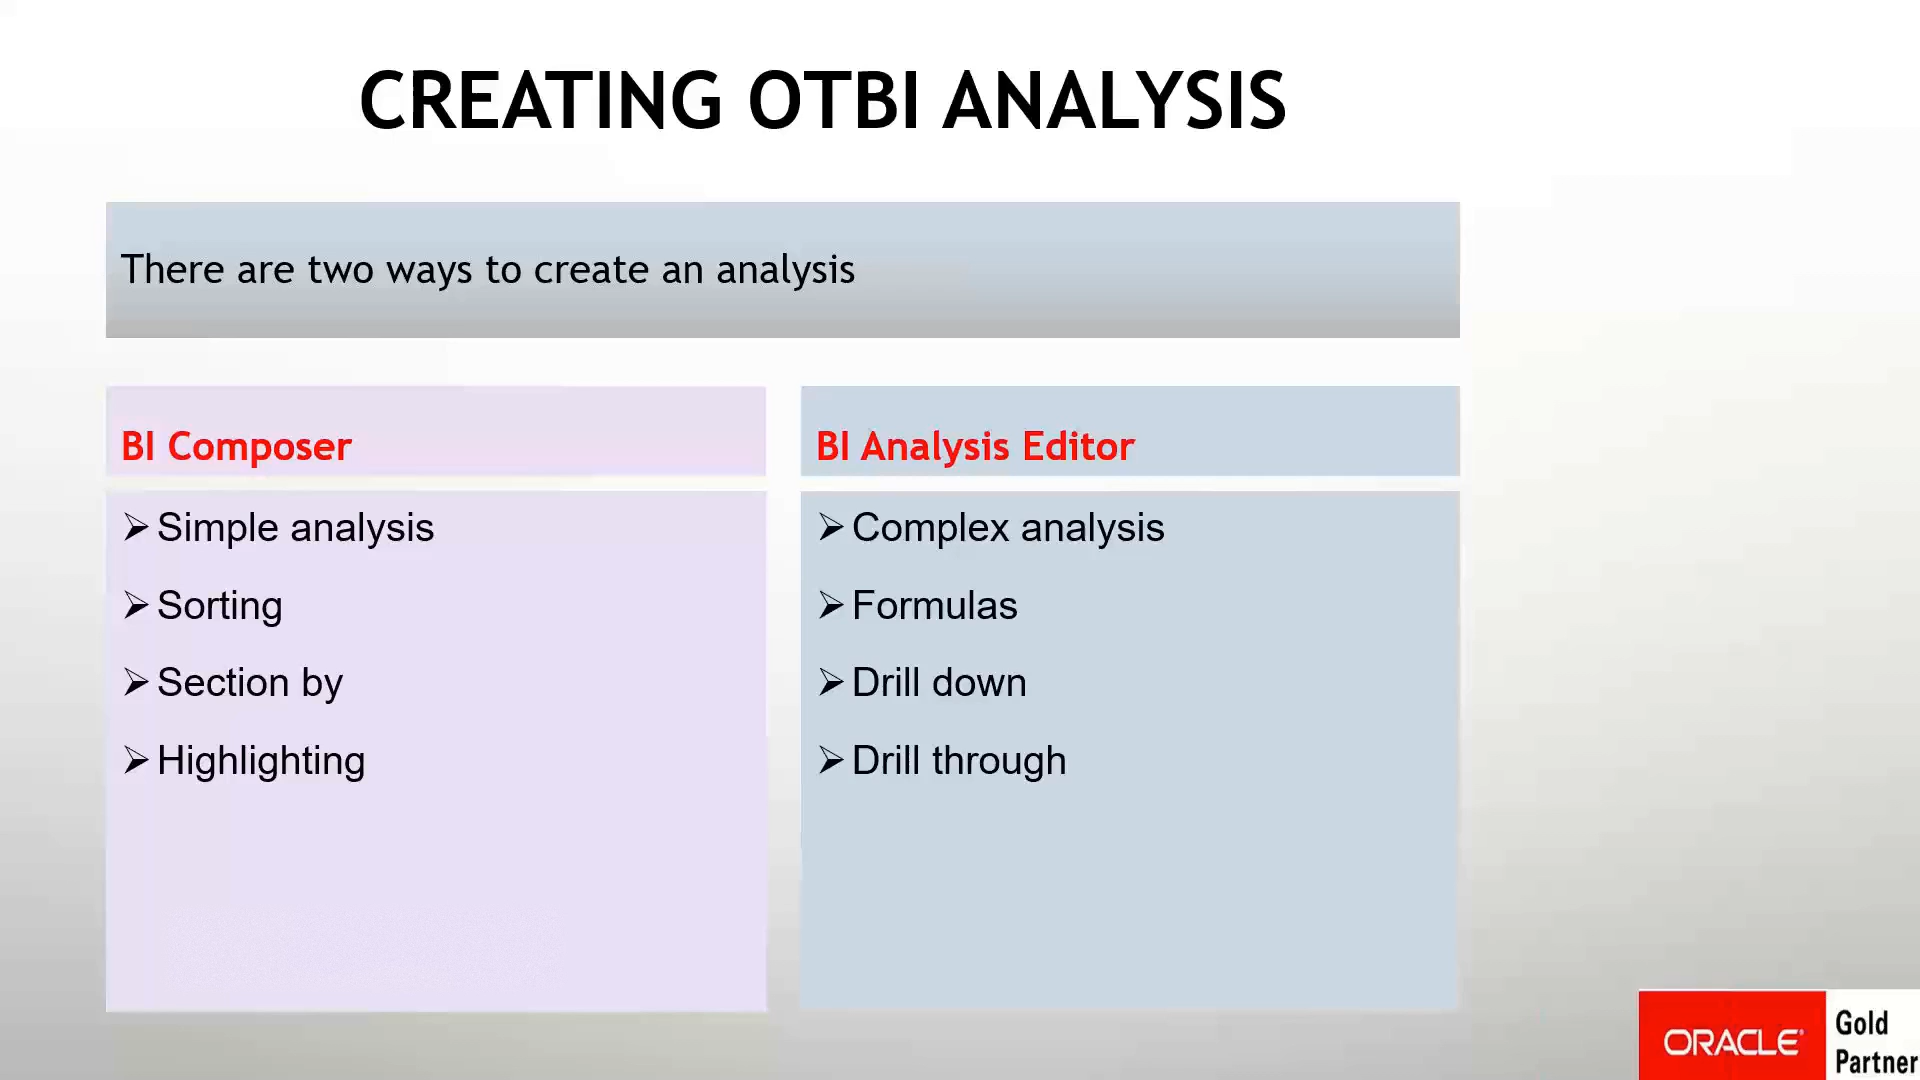 CREATING OTBI ANALYSIS
There are two ways to create an analysis
BI Composer
➢ Simple analysis
➢ Sorting
➢ Section by
➢ Highlighting
BI Analysis Editor
➢ Complex analysis
➢ Formulas
➢ Drill down
➢ Drill through
ORACLE®
Gold
Partner